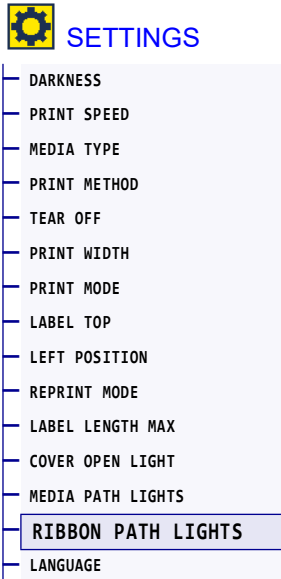 SETTINGS
DARKNESS
PRINT SPEED
MEDIA TYPE
PRINT METHOD
TEAR OFF
PRINT WIDTH
PRINT MODE
LABEL TOP
LEFT POSITION
REPRINT MODE
LABEL LENGTH MAX
COVER OPEN LIGHT
MEDIA PATH LIGHTS
RIBBON PATH LIGHTS
LANGUAGE